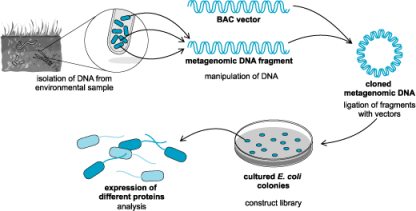 BAC vector
metagenomic DNA fragment
manipulation of DNA
isolation of DNA from
environmental sample
cloned
metagenomic DNA
ligation of fragments
with vectors
cultured E. coli
colonies
construct library
expression of
different proteins
analysis